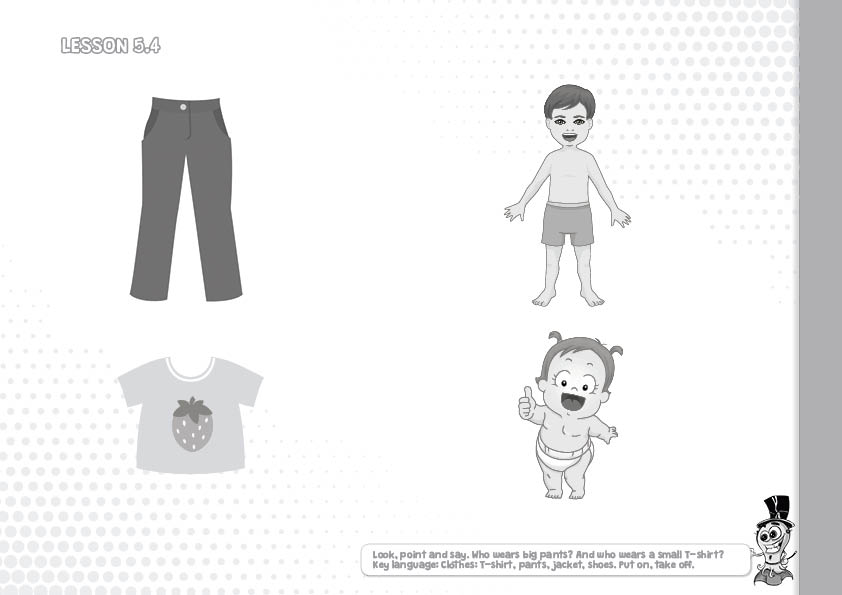 LESSON 5.4
Look, point and say. Who wears big pants? And who wears a small T-shirt?
Key language: Clothes: T-shirt, pants, jacket, shoes. Put on, take off.